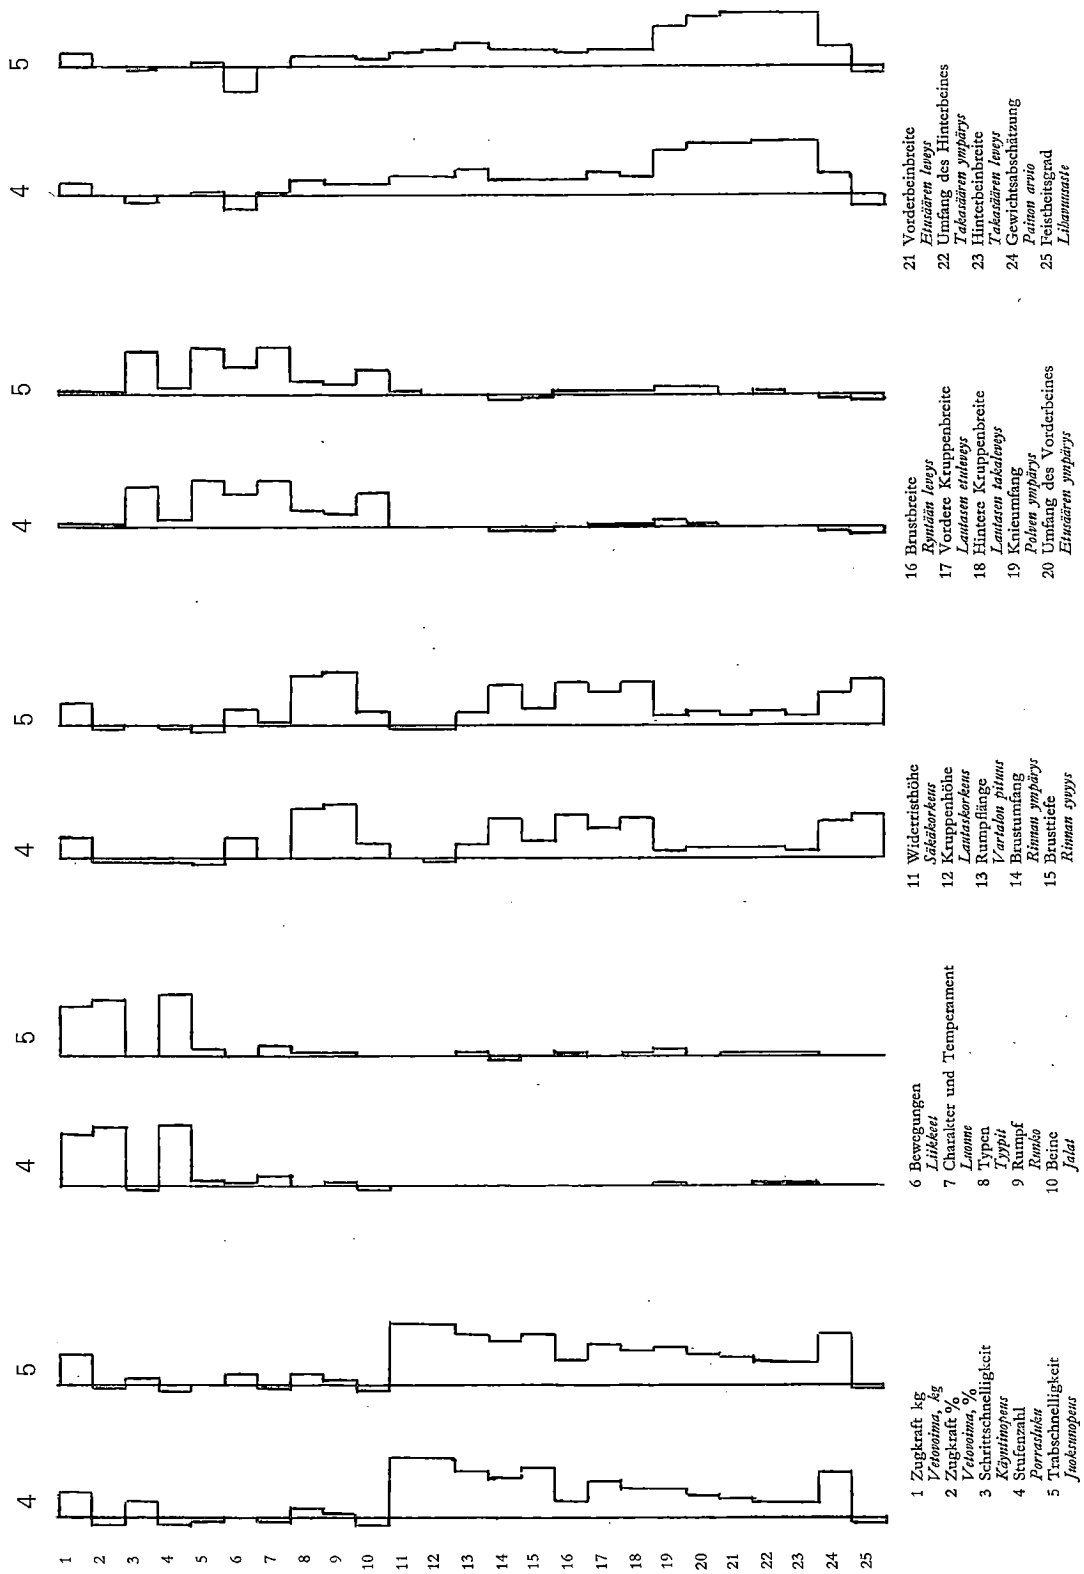 4 5 4 5 4 5 4 5 4 5
1
2
3
4
5
6
7
8
9
10
11
12
13
14
15
16
17
18
19
20
21
22
23
24
25
1 Zugkraft kg
Vetovoima, kg
2 Zugkraft %
Vetovoima, %
3 Schrittschnelligkeit
Käyntinopeus
4 Stufenzahl
Porrasluku
5 Trabschnelligkeit
Juoksunopeus
6 Bewegungen
Liikkeet
7 Charakter und Temperament
Luonne
8 Typen
Tyypit
9 Rumpf
Runko
10 Beine
Jalat
11 Widerristhöhe
Säkäkorkeus
12 Kruppenhöhe
Lautaskorkeus
13 Rumpflänge
Vartalon pituus
14 Brustumfang
Rinnan ympärys
15 Brusttiefe
Rinnan syvyys
16 Brustbreite
Ryntään leveys
17 Vordere Kruppenbreite
Lautasen etuleveys
18 Hintere Kruppenbreite
Lautasen takaleveys
19 Knieumfang
Polven ympärys
20 Umfang des Vorderbeines
Etusäären ympärys
21 Vorderbeinbreite
Etusäären leveys
22 Umfang des Hinterbeines
Takasäären ympärys
23 Hinterbeinbreite
Takasäären leveys
24 Gewichtsabschätzung
Painon arvio
25 Feistheitsgrad
Lihavuusaste